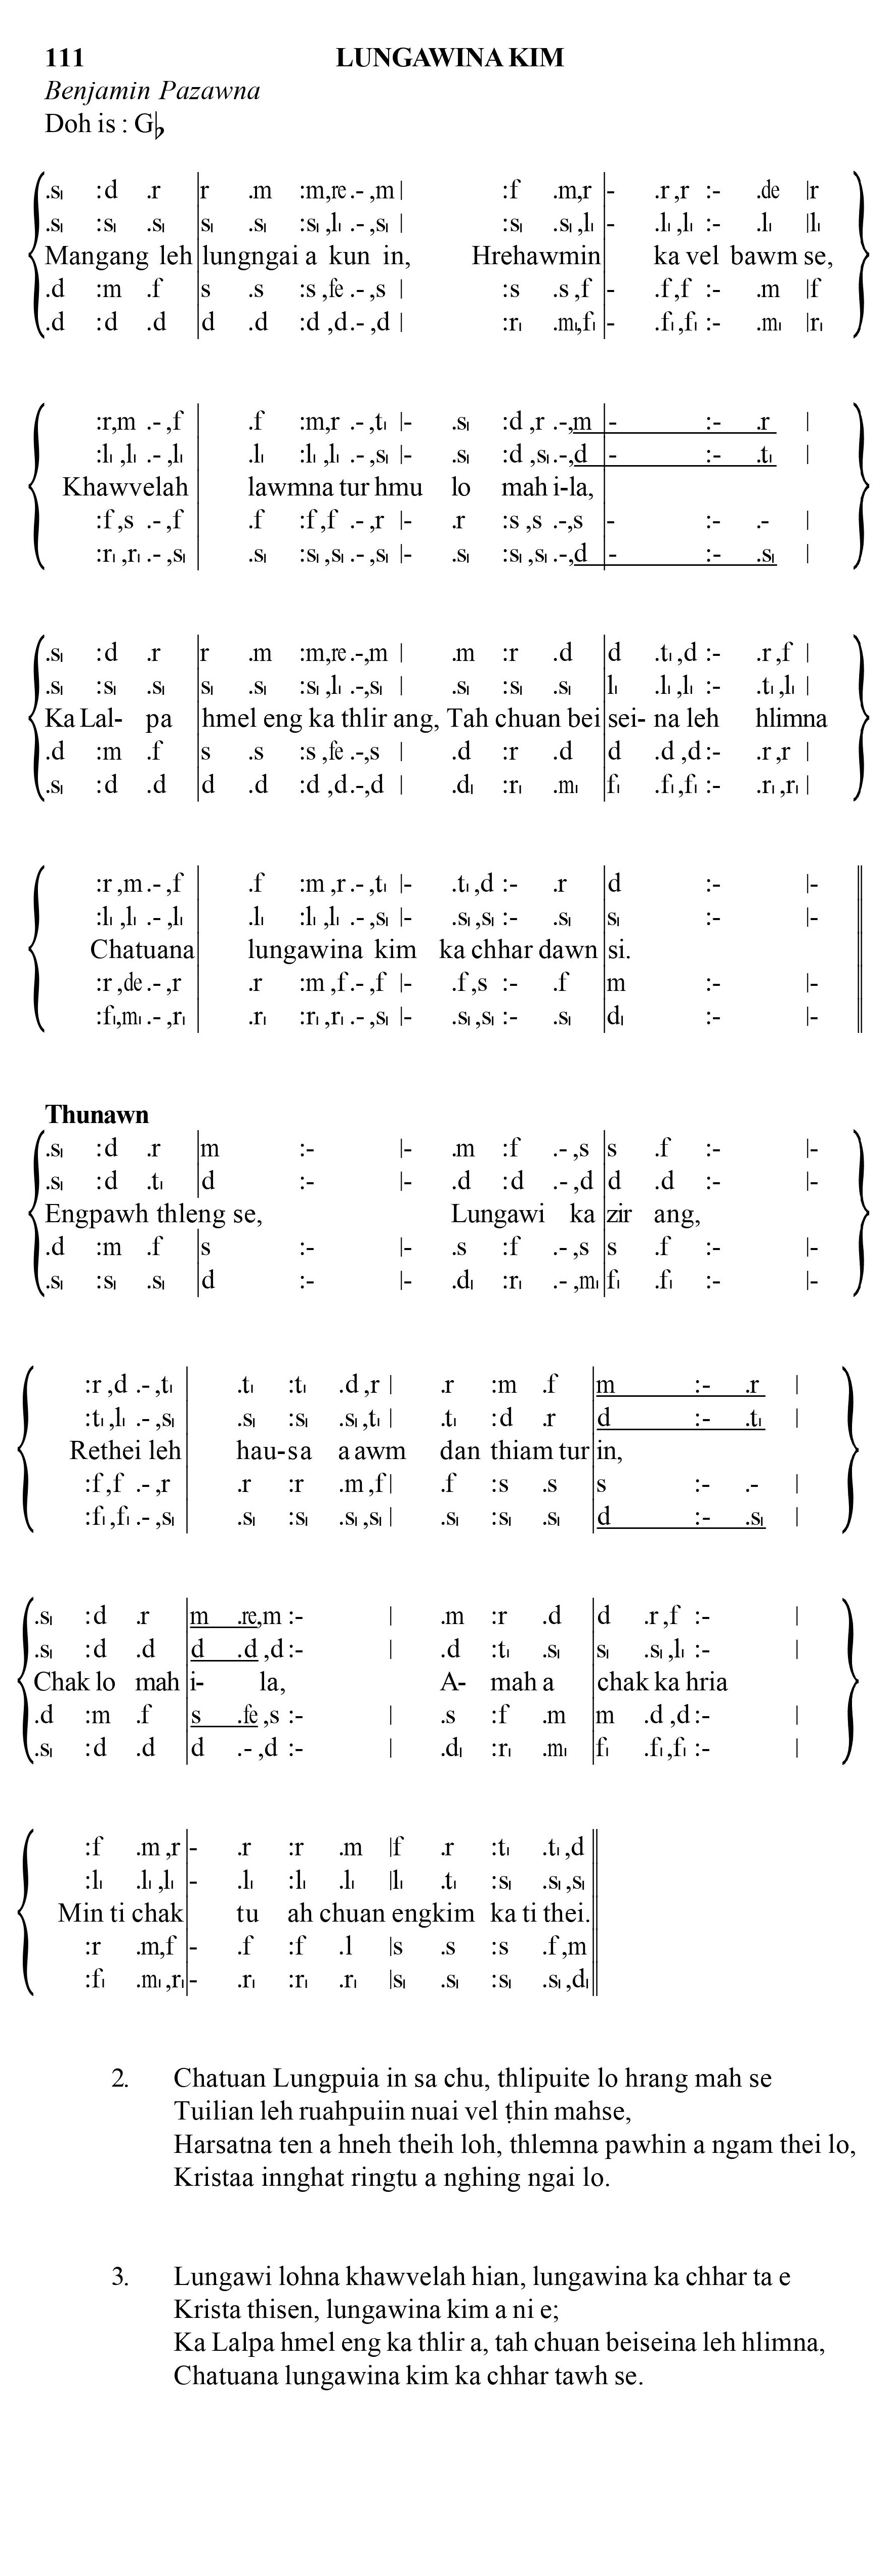 111 LUNGAWINA KIM
Benjamin Pazawna
Doh is : G♭
.s₁ :d .r |r .m :m,re .- ,m | :f .m,r |- .r ,r :- .de |r
.s₁ :s₁ .s₁ |s₁ .s₁ :s₁ ,l₁ .- ,s₁ | :s₁ .s₁ ,l₁ |- .l₁ ,l₁ :- .l₁ |l₁
Mangang leh lungngai a kun in, Hrehawmin ka vel bawm se,
.d :m .f |s .s :s ,fe .- ,s | :s .s ,f |- .f ,f :- .m |f
.d :d .d |d .d :d ,d .- ,d | :r₁ .m₁,f₁ |- .f₁ ,f₁ :- .m₁ |r₁
:r,m .- ,f | .f :m,r .- ,t₁ |- .s₁ :d ,r .-,m |- :- .r |
:l₁ ,l₁ .- ,l₁ | .l₁ :l₁ ,l₁ .- ,s₁ |- .s₁ :d ,s₁ .-,d |- :- .t₁ |
Khawvelah lawmna tur hmu lo mah i-la,
:f ,s .- ,f | .f :f ,f .- ,r |- .r :s ,s .-,s |- :- .- |
:r₁ ,r₁ .- ,s₁ | .s₁ :s₁ ,s₁ .- ,s₁ |- .s₁ :s₁ ,s₁ .-,d |- :- .s₁ |
.s₁ :d .r |r .m :m,re .-,m | .m :r .d |d .t₁ ,d :- .r ,f |
.s₁ :s₁ .s₁ |s₁ .s₁ :s₁ ,l₁ .-,s₁ | .s₁ :s₁ .s₁ |l₁ .l₁ ,l₁ :- .t₁ ,l₁ |
Ka Lal- pa hmel eng ka thlir ang, Tah chuan bei sei- na leh hlimna
.d :m .f |s .s :s ,fe .-,s | .d :r .d |d .d ,d :- .r ,r |
.s₁ :d .d |d .d :d ,d .-,d | .d₁ :r₁ .m₁ |f₁ .f₁ ,f₁ :- .r₁ ,r₁ |
:r ,m .- ,f | .f :m ,r .- ,t₁ |- .t₁ ,d :- .r |d :- |- ||
:l₁ ,l₁ .- ,l₁ | .l₁ :l₁ ,l₁ .- ,s₁ |- .s₁ ,s₁ :- .s₁ |s₁ :- |- ||
Chatuana lungawina kim ka chhar dawn si.
:r ,de .- ,r | .r :m ,f .- ,f |- .f ,s :- .f |m :- |- ||
:f₁,m₁ .- ,r₁ | .r₁ :r₁ ,r₁ .- ,s₁ |- .s₁ ,s₁ :- .s₁ |d₁ :- |- ||
Thunawn
.s₁ :d .r |m :- |- .m :f .- ,s |s .f :- |-
.s₁ :d .t₁ |d :- |- .d :d .- ,d |d .d :- |-
Engpawh thleng se, Lungawi ka zir ang,
.d :m .f |s :- |- .s :f .- ,s |s .f :- |-
.s₁ :s₁ .s₁ |d :- |- .d₁ :r₁ .- ,m₁ |f₁ .f₁ :- |-
:r ,d .- ,t₁ | .t₁ :t₁ .d ,r | .r :m .f |m :- .r |
:t₁ ,l₁ .- ,s₁ | .s₁ :s₁ .s₁ ,t₁ | .t₁ :d .r |d :- .t₁ |
Rethei leh hau-sa a awm dan thiam tur in,
:f ,f .- ,r | .r :r .m ,f | .f :s .s |s :- .- |
:f₁ ,f₁ .- ,s₁ | .s₁ :s₁ .s₁ ,s₁ | .s₁ :s₁ .s₁ |d :- .s₁ |
.s₁ :d .r |m .re,m :- | .m :r .d |d .r ,f :- |
.s₁ :d .d |d .d ,d :- | .d :t₁ .s₁ |s₁ .s₁ ,l₁ :- |
Chak lo mah i- la, A- mah a chak ka hria
.d :m .f |s .fe ,s :- | .s :f .m |m .d ,d :- |
.s₁ :d .d |d .- ,d :- | .d₁ :r₁ .m₁ |f₁ .f₁ ,f₁ :- |
:f .m ,r |- .r :r .m |f .r :t₁ .t₁ ,d ||
:l₁ .l₁ ,l₁ |- .l₁ :l₁ .l₁ |l₁ .t₁ :s₁ .s₁ ,s₁ ||
Min ti chak tu ah chuan engkim ka ti thei.
:r .m,f |- .f :f .l |s .s :s .f ,m ||
:f₁ .m₁ ,r₁ |- .r₁ :r₁ .r₁ |s₁ .s₁ :s₁ .s₁ ,d₁ ||
2. Chatuan Lungpuia in sa chu, thlipuite lo hrang mah se
Tuilian leh ruahpuiin nuai vel ṭhin mahse,
Harsatna ten a hneh theih loh, thlemna pawhin a ngam thei lo,
Kristaa innghat ringtu a nghing ngai lo.
3. Lungawi lohna khawvelah hian, lungawina ka chhar ta e
Krista thisen, lungawina kim a ni e;
Ka Lalpa hmel eng ka thlir a, tah chuan beiseina leh hlimna,
Chatuana lungawina kim ka chhar tawh se.